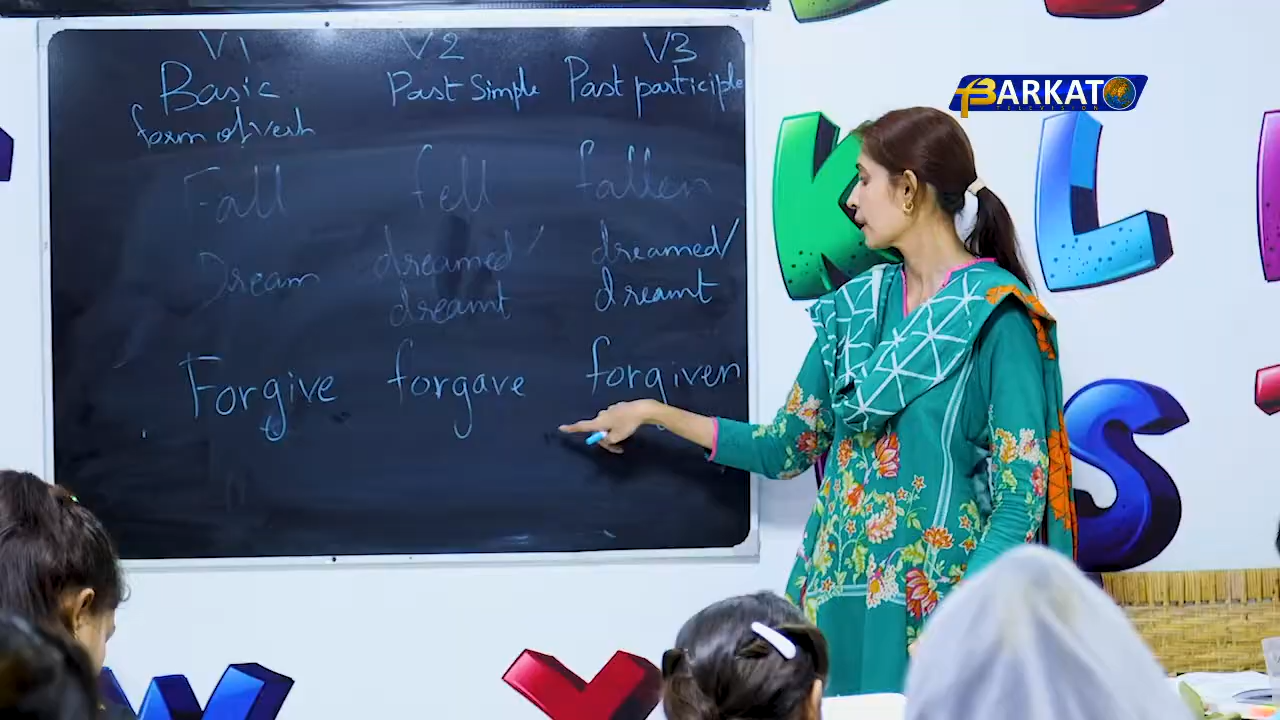 V1 V2 V3
Basic Past Simple Past participle
form of verb
Fall fell fallen
Dream dreamed/ dreamed/
dreamt dreamt
Forgive forgave forgiven
BARKAT
TELEVISION
K L
S